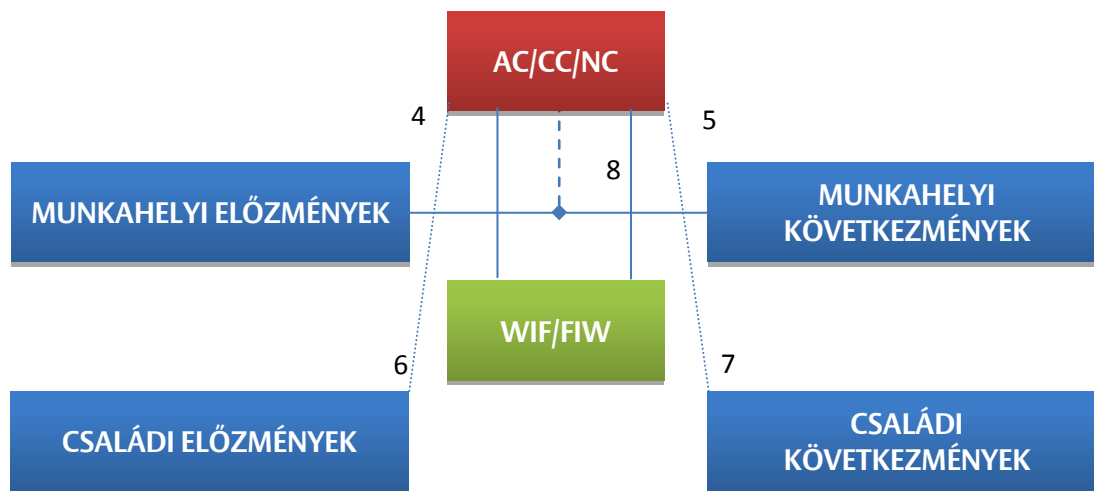 AC/CC/NC
4
5
8
MUNKAHELYI ELŐZMÉNYEK
MUNKAHELYI
KÖVETKEZMÉNYEK
WIF/FIW
6
7
CSALÁDI ELŐZMÉNYEK
CSALÁDI
KÖVETKEZMÉNYEK